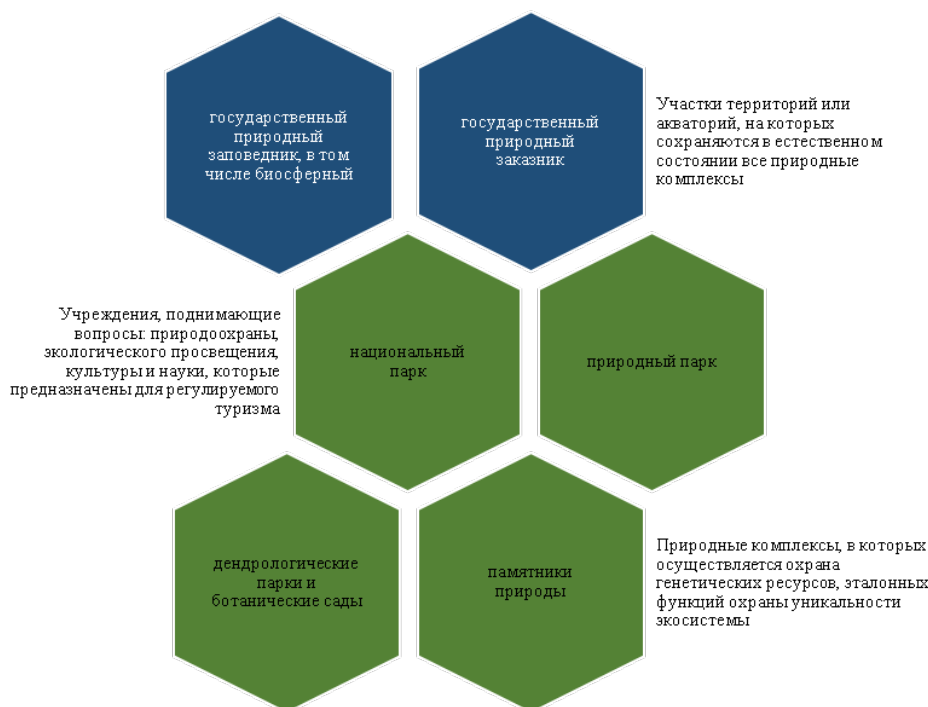 государственный
природный
заповедник, в том
числе биосферный
государственный
природный
заказник
Участки территорий или
акваторий, на которых
сохраняются в естественном
состоянии все природные
комплексы
Учреждения, поднимающие
вопросы: природоохраны,
экологического просвещения,
культуры и науки, которые
предназначены для регулируемого
туризма
национальный
парк
природный парк
дендрологические
парки и
ботанические сады
памятники
природы
Природные комплексы, в которых
осуществляется охрана
генетических ресурсов, эталонных
функций охраны уникальности
экосистемы